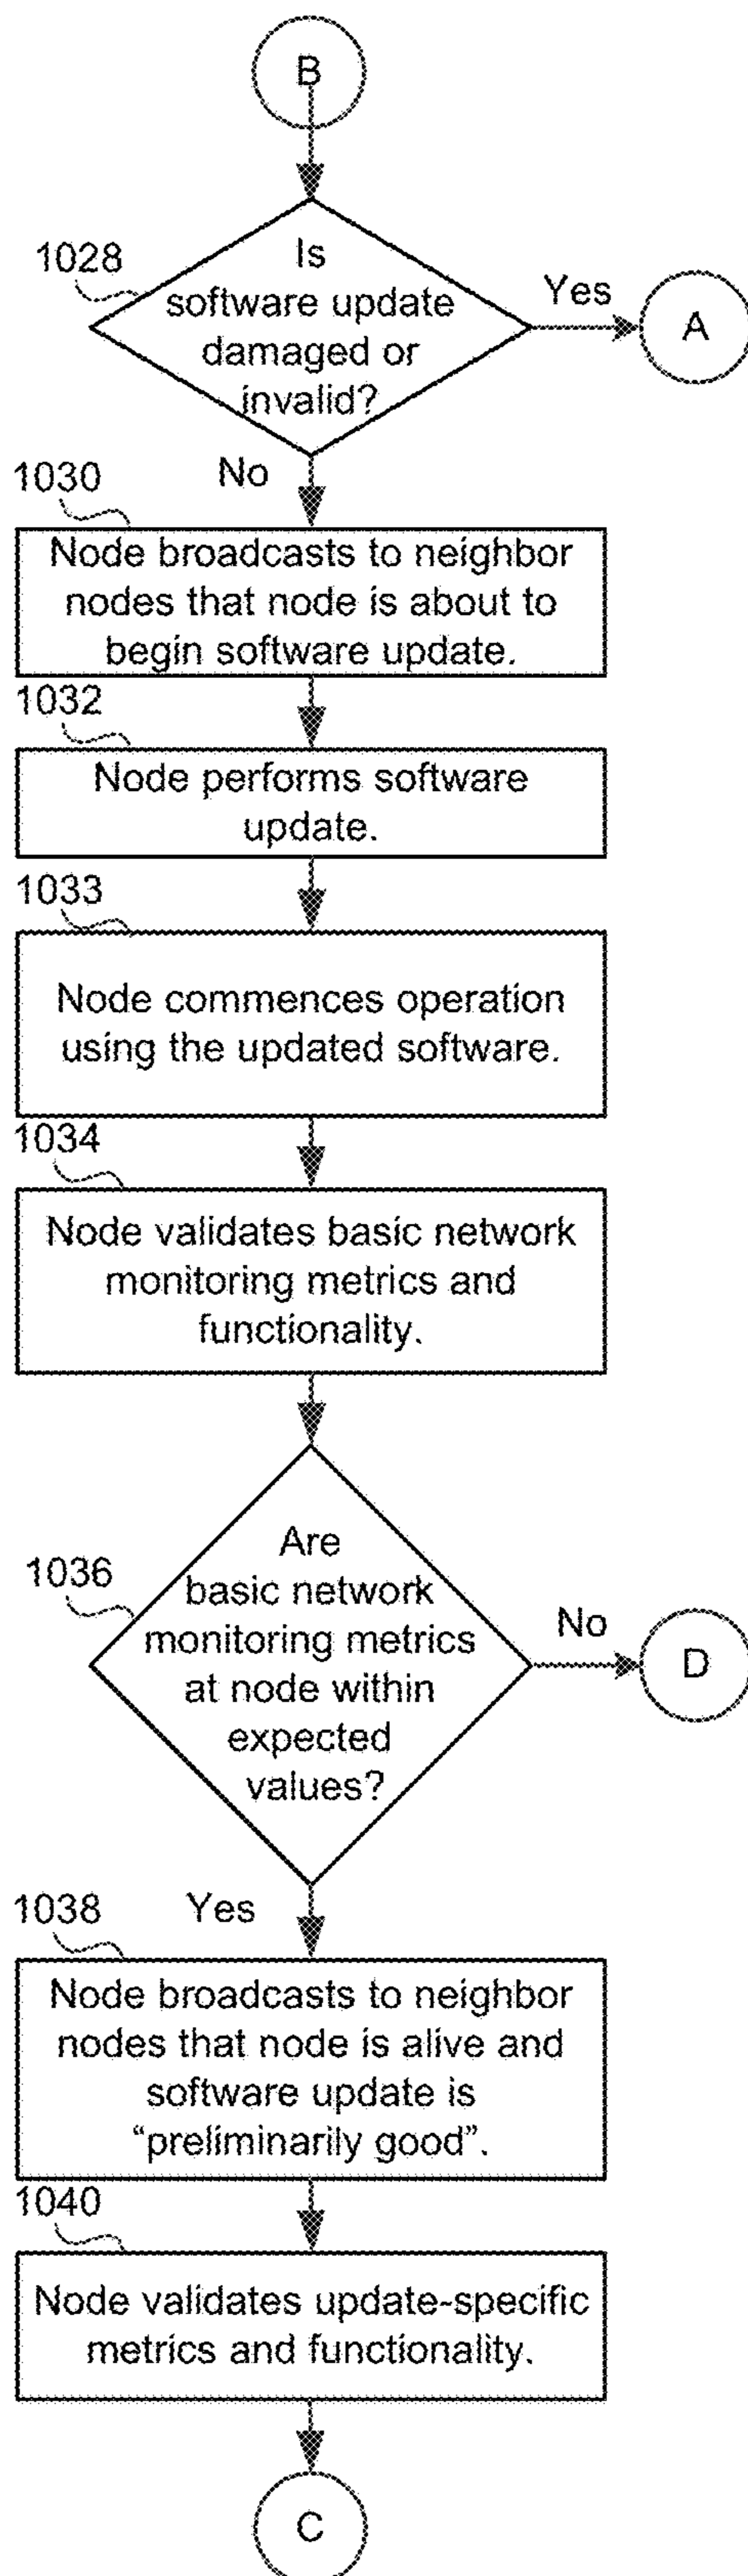 B
1028
Is
software update
damaged or
invalid?
Yes
A
No
1030
Node broadcasts to neighbor
nodes that node is about to
begin software update.
1032
Node performs software
update.
1033
Node commences operation
using the updated software.
1034
Node validates basic network
monitoring metrics and
functionality.
1036
Are
basic network
monitoring metrics
at node within
expected
values?
No
D
Yes
1038
Node broadcasts to neighbor
nodes that node is alive and
software update is
“preliminarily good”.
1040
Node validates update-specific
metrics and functionality.
C